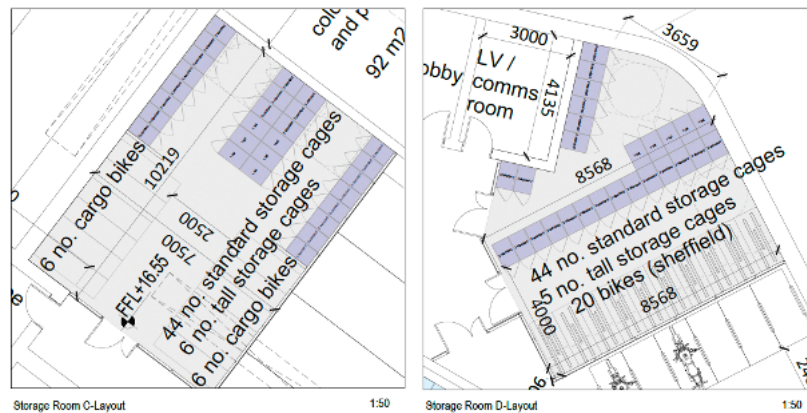 colo
and p
92 m2
6 no. cargo bikes
10219
2500
7500
FFL+16.55
44 no. standard storage cages
6 no. tall storage cages
6 no. cargo bikes
Storage Room C-Layout
1:50
3000
3659
obby
LV /
comms
room
4135
8568
44 no. standard storage cages
5 no. tall storage cages
20 bikes (sheffield)
8568
4000
Storage Room D-Layout
1:50